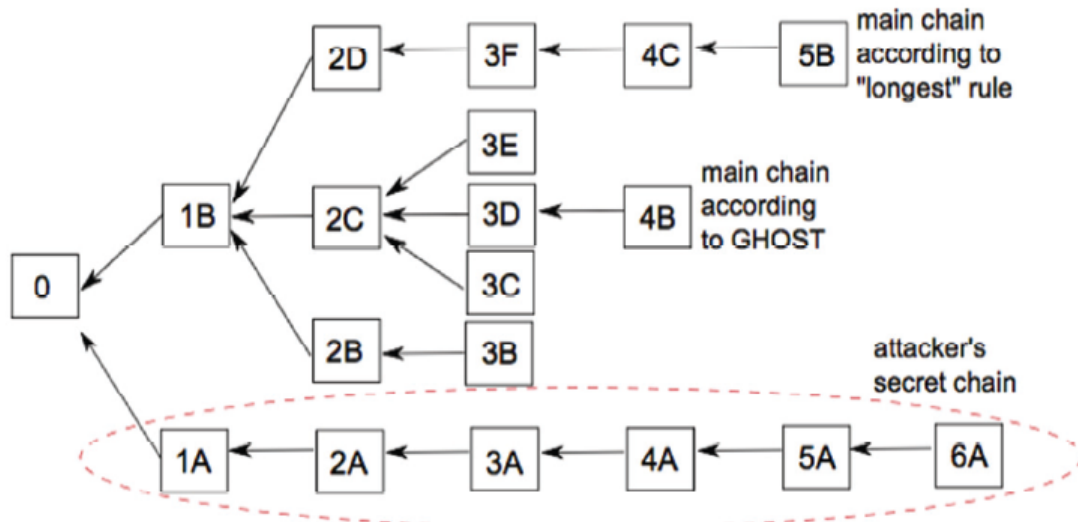 2D
3F
4C
5B
main chain
according to
"longest" rule
3E
1B
2C
3D
4B
main chain
according
to GHOST
3C
0
2B
3B
attacker's
secret chain
1A
2A
3A
4A
5A
6A